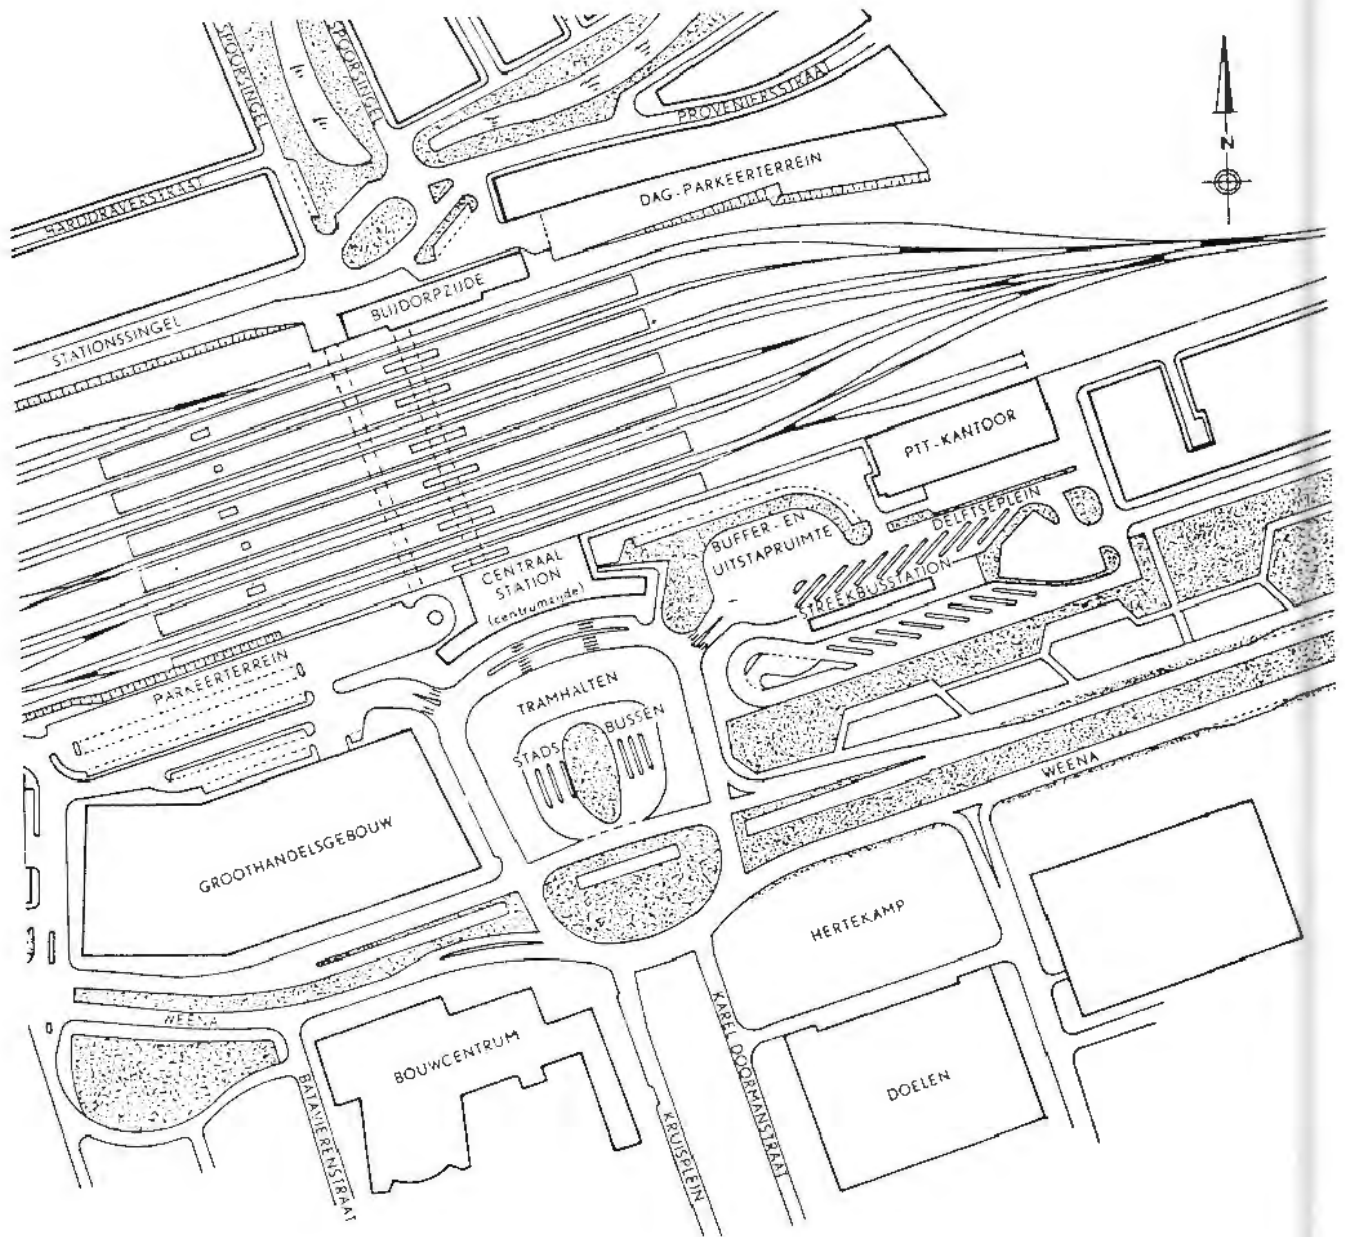 SPOORSINGEL
SPOORSINGEL
PROVENIERSSTRAAT
N
DAG-PARKEERTERREIN
HARDDRAVERSTRAAT
BLIJDORPZIJDE
STATIONSSINGEL
PTT-KANTOOR
DELFTSEPLEIN
BUFFER-EN
UITSTAPRUIMTE
CENTRAAL
STATION
(centrumzijde)
STREEKBUSSTATION
PARKEERTERREIN
TRAMHALTEN
STADS
BUSSEN
WEENA
GROOTHANDELSGEBOUW
HERTEKAMP
WEENA
BOUWCENTRUM
DOELEN
BATAVIERENSTRAAT
KRUISPLEIN
KAREL DOORMANSTRAAT